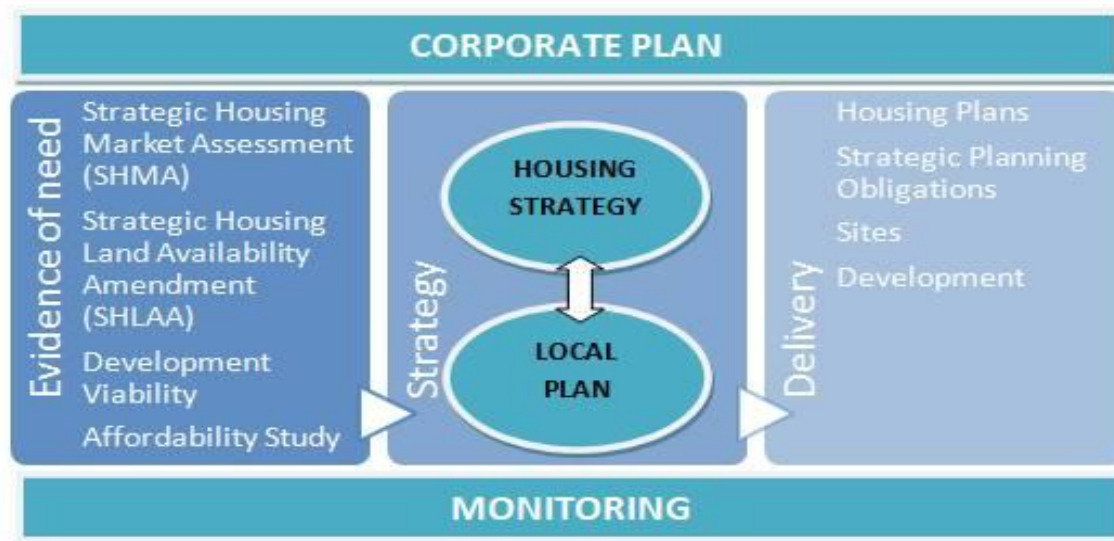 CORPORATE PLAN
Evidence of need
Strategic Housing
Market Assessment
(SHMA)
Strategic Housing
Land Availability
Amendment
(SHLAA)
Development
Viability
Affordability Study
Strategy
HOUSING
STRATEGY
LOCAL
PLAN
Delivery
Housing Plans
Strategic Planning
Obligations
Sites
Development
MONITORING